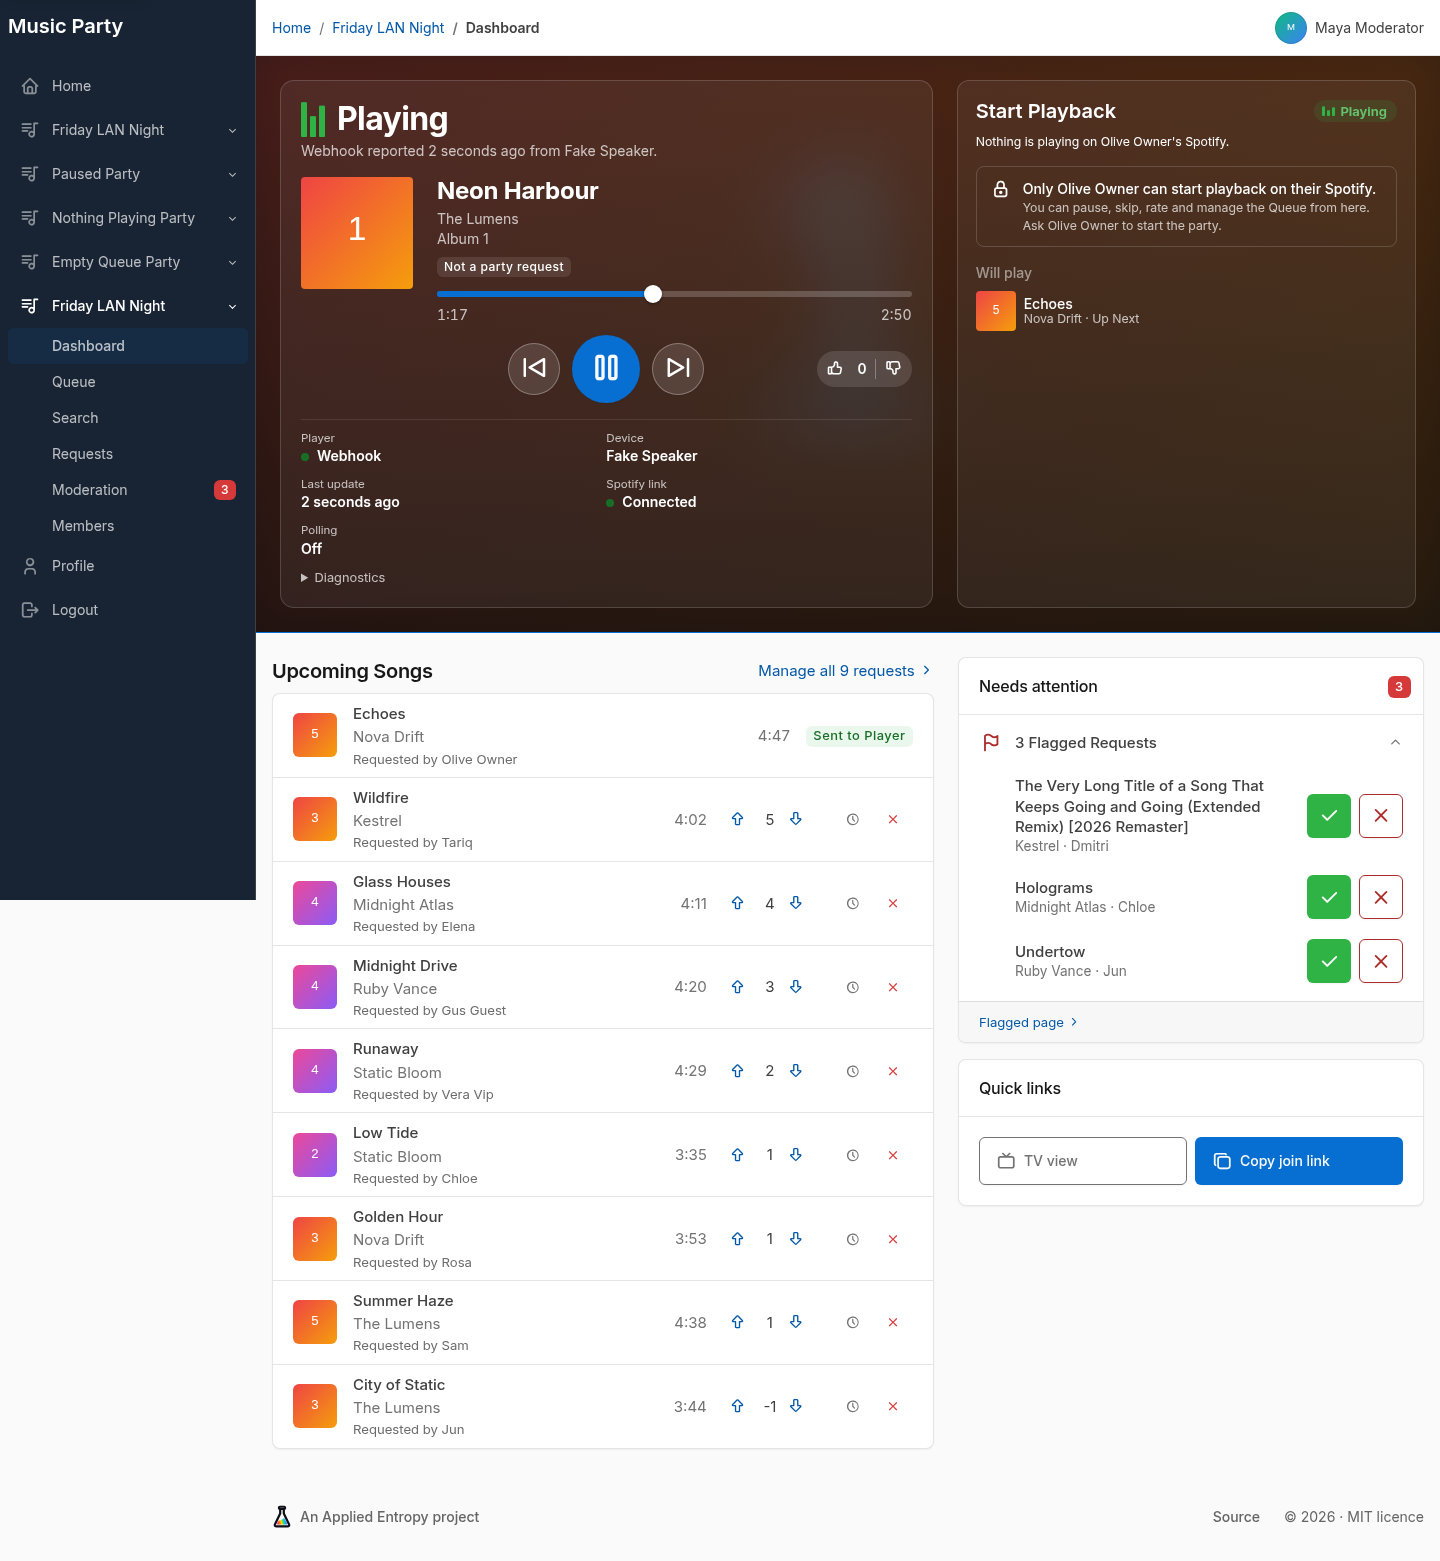 Music Party
Home
Friday LAN Night
Paused Party
Nothing Playing Party
Empty Queue Party
Friday LAN Night
Dashboard
Queue
Search
Requests
Moderation 3
Members
Profile
Logout
Home / Friday LAN Night / Dashboard
M Maya Moderator
Playing
Webhook reported 2 seconds ago from Fake Speaker.
1
Neon Harbour
The Lumens
Album 1
Not a party request
1:17 2:50
0
Player
Webhook
Device
Fake Speaker
Last update
2 seconds ago
Spotify link
Connected
Polling
Off
Diagnostics
Start Playback
Playing
Nothing is playing on Olive Owner's Spotify.
Only Olive Owner can start playback on their Spotify.
You can pause, skip, rate and manage the Queue from here.
Ask Olive Owner to start the party.
Will play
5
Echoes
Nova Drift · Up Next
Upcoming Songs
Manage all 9 requests
5
Echoes
Nova Drift
Requested by Olive Owner
4:47 Sent to Player
3
Wildfire
Kestrel
Requested by Tariq
4:02 5
4
Glass Houses
Midnight Atlas
Requested by Elena
4:11 4
4
Midnight Drive
Ruby Vance
Requested by Gus Guest
4:20 3
4
Runaway
Static Bloom
Requested by Vera Vip
4:29 2
2
Low Tide
Static Bloom
Requested by Chloe
3:35 1
3
Golden Hour
Nova Drift
Requested by Rosa
3:53 1
5
Summer Haze
The Lumens
Requested by Sam
4:38 1
3
City of Static
The Lumens
Requested by Jun
3:44 -1
Needs attention 3
3 Flagged Requests
The Very Long Title of a Song That
Keeps Going and Going (Extended
Remix) [2026 Remaster]
Kestrel · Dmitri
Holograms
Midnight Atlas · Chloe
Undertow
Ruby Vance · Jun
Flagged page
Quick links
TV view
Copy join link
An Applied Entropy project
Source © 2026 · MIT licence